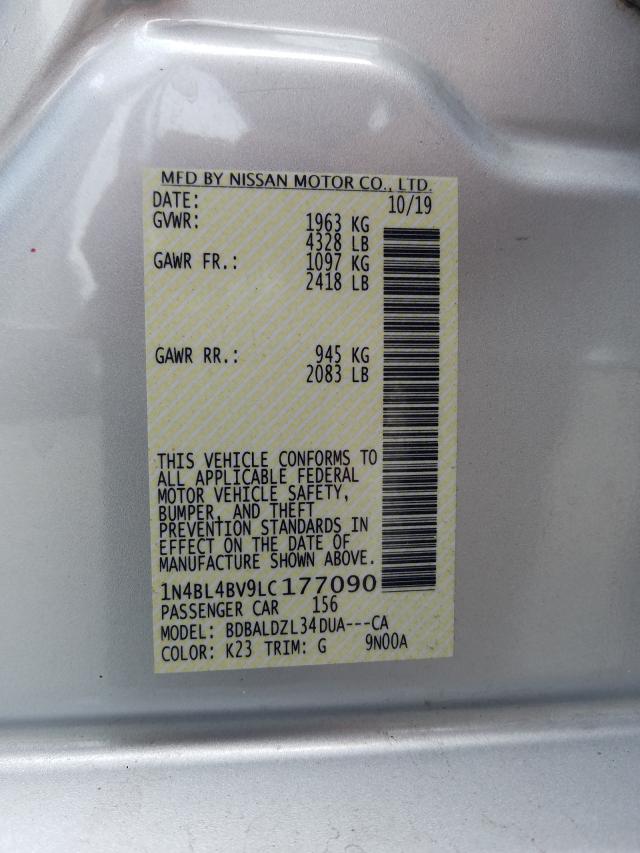 MFD BY NISSAN MOTOR CO., LTD.
DATE: 10/19
GVWR: 1963 KG
4328 LB
GAWR FR.: 1097 KG
2418 LB
GAWR RR.: 945 KG
2083 LB
THIS VEHICLE CONFORMS TO
ALL APPLICABLE FEDERAL
MOTOR VEHICLE SAFETY,
BUMPER, AND THEFT
PREVENTION STANDARDS IN
EFFECT ON THE DATE OF
MANUFACTURE SHOWN ABOVE.
1N4BL4BV9LC177090
PASSENGER CAR 156
MODEL: BDBALDZL34DUA---CA
COLOR: K23 TRIM: G 9N00A